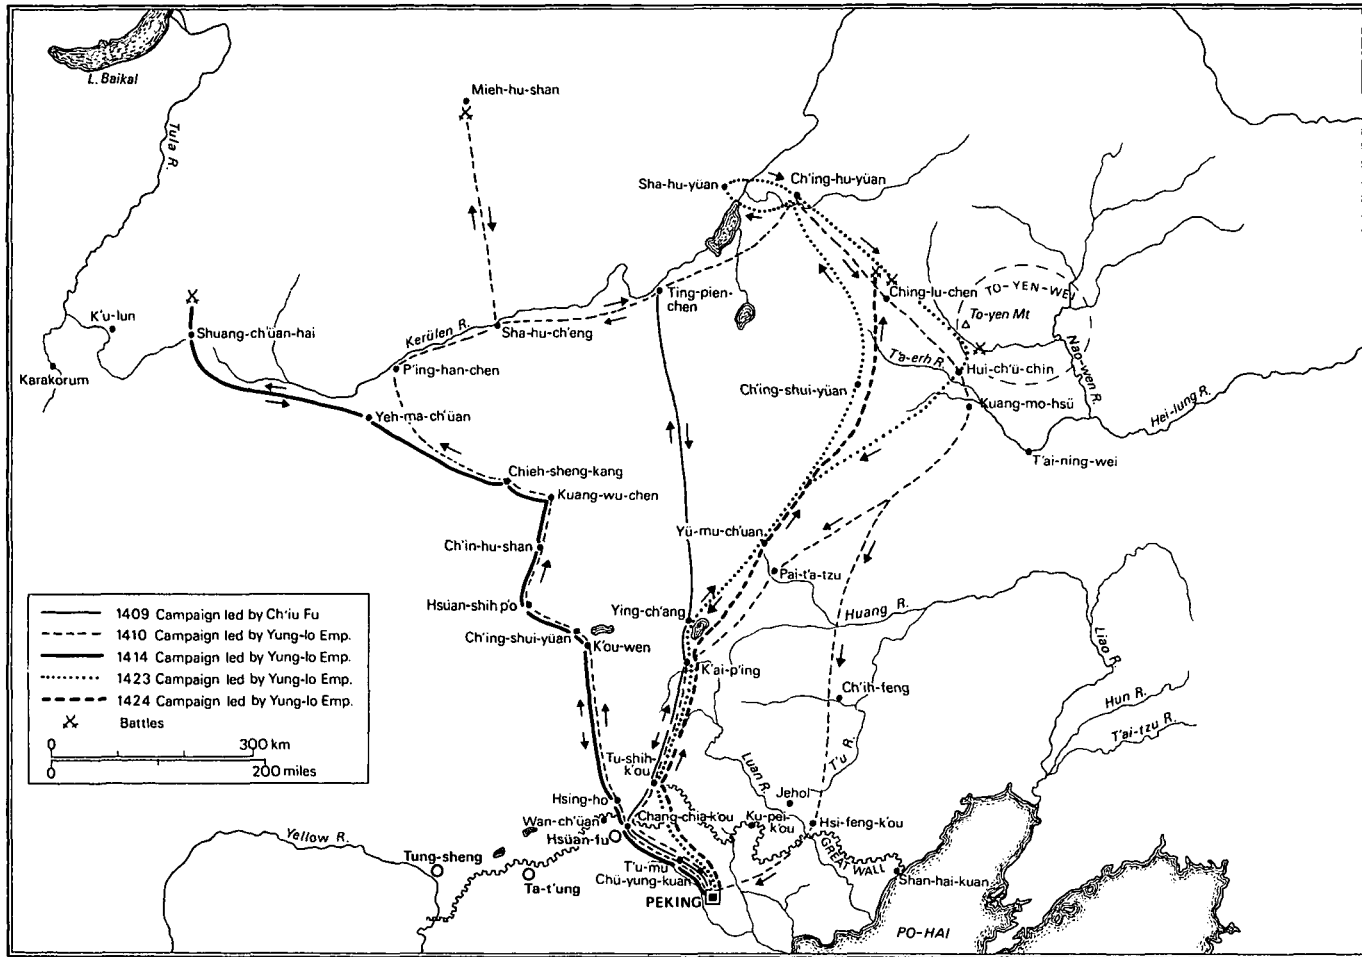 L. Baikal
Mieh-hu-shan
Tula R.
Sha-hu-yüan
Ch'ing-hu-yüan
TO-YEN-WEI
To-yen Mt
Ching-lu-chen
Ting-pien-
chen
K'u-lun
Shuang-ch'üan-hai
Kerülen R.
Sha-hu-ch'eng
Nao-wen R.
T'a-erh R.
Hui-ch'ü-chin
Karakorum
P'ing-han-chen
Ch'ing-shui-yüan
Kuang-mo-hsü
Hei-lung R.
Yeh-ma-ch'üan
T'ai-ning-wei
Chieh-sheng-kang
Kuang-wu-chen
Ch'in-hu-shan
Yü-mu-ch'uan
Pai-t'a-tzu
Hsüan-shih p'o
Ying-ch'ang
Huang R.
Liao R.
Ch'ing-shui-yüan
K'ou-wen
K'ai-p'ing
Ch'ih-feng
Hun R.
T'ai-tzu R.
1409 Campaign led by Ch'iu Fu
1410 Campaign led by Yung-lo Emp.
1414 Campaign led by Yung-lo Emp.
1423 Campaign led by Yung-lo Emp.
1424 Campaign led by Yung-lo Emp.
Battles
0 300 km
0 200 miles
Tu-shih-
k'ou
Luan R.
T'u R.
Jehol
Hsing-ho
Wan-ch'üan
Chang-chia-k'ou
Ku-pei-
k'ou
Hsi-feng-k'ou
Hsüan-fu
Yellow R.
Tung-sheng
Ta-t'ung
T'u-mu
Chü-yung-kuan
GREAT WALL
Shan-hai-kuan
PEKING
PO-HAI